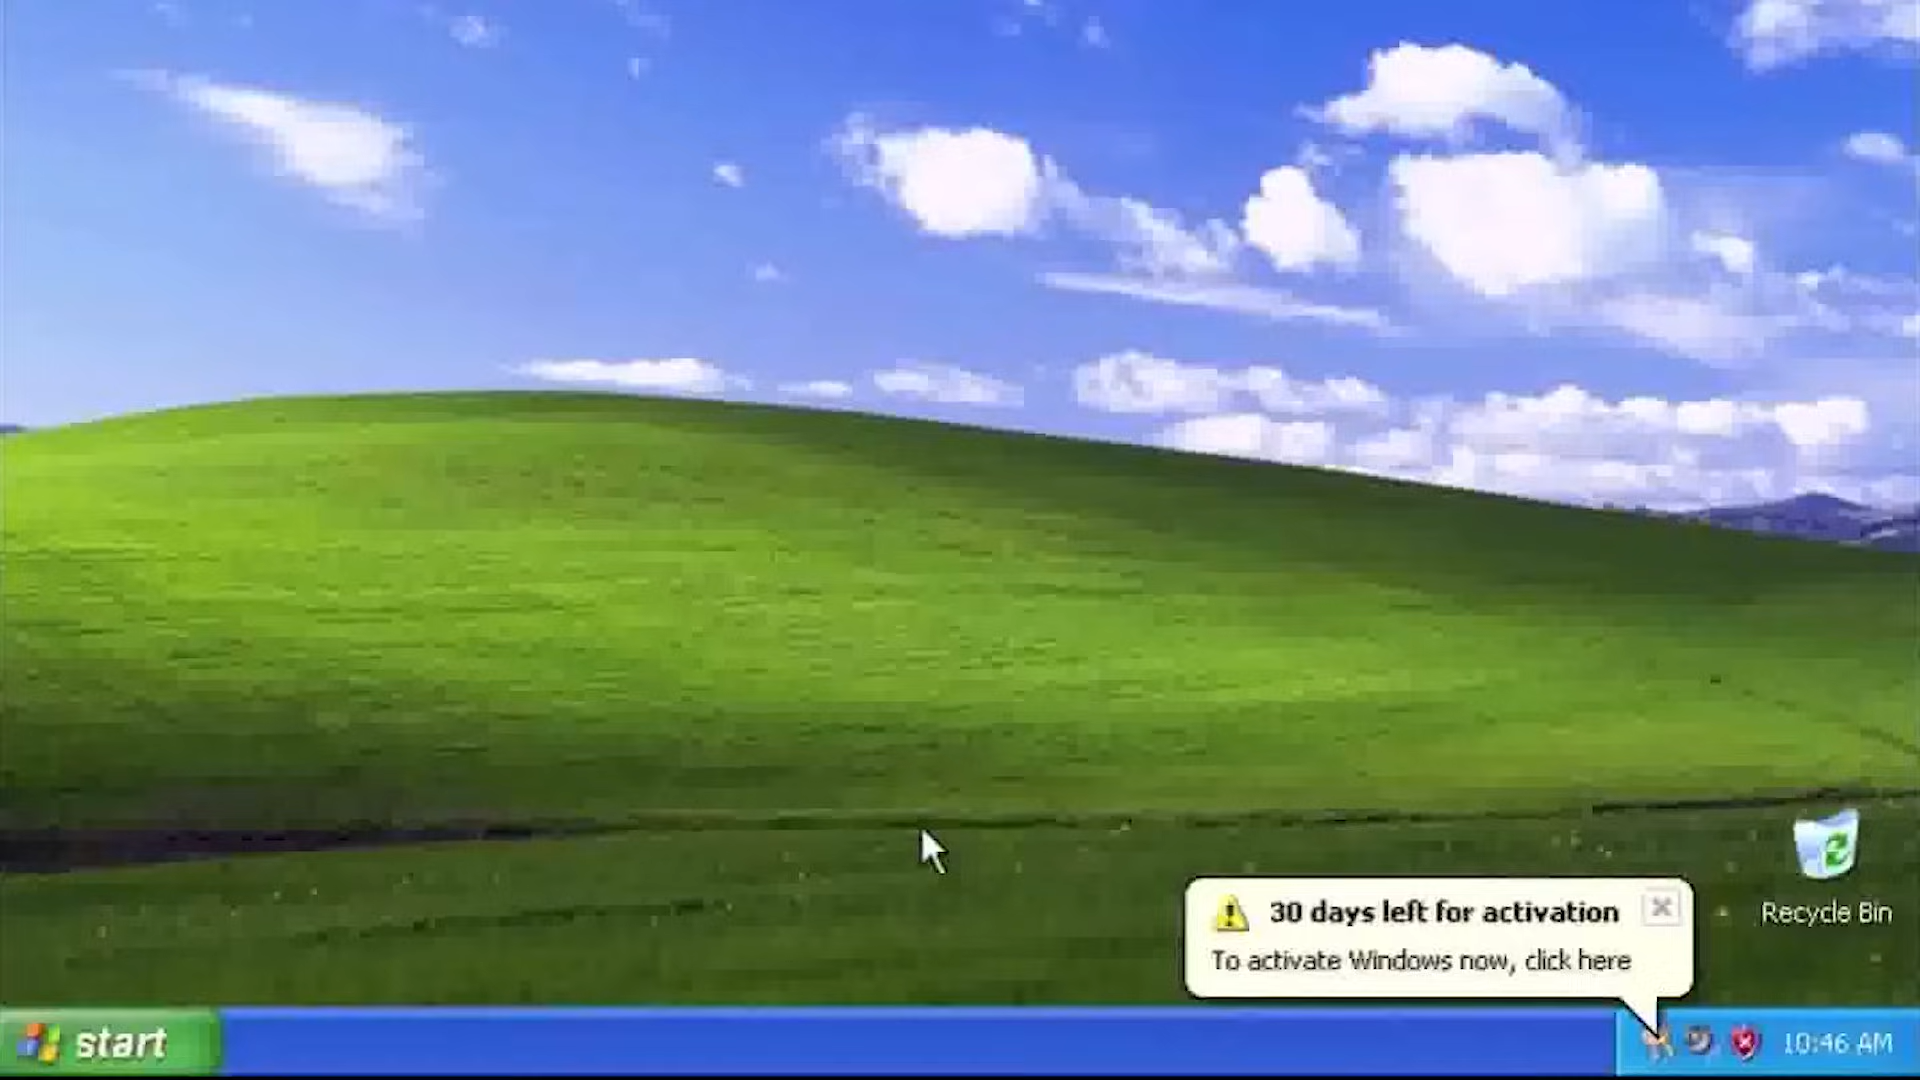 30 days left for activation
To activate Windows now, click here
Recycle Bin
start
10:46 AM